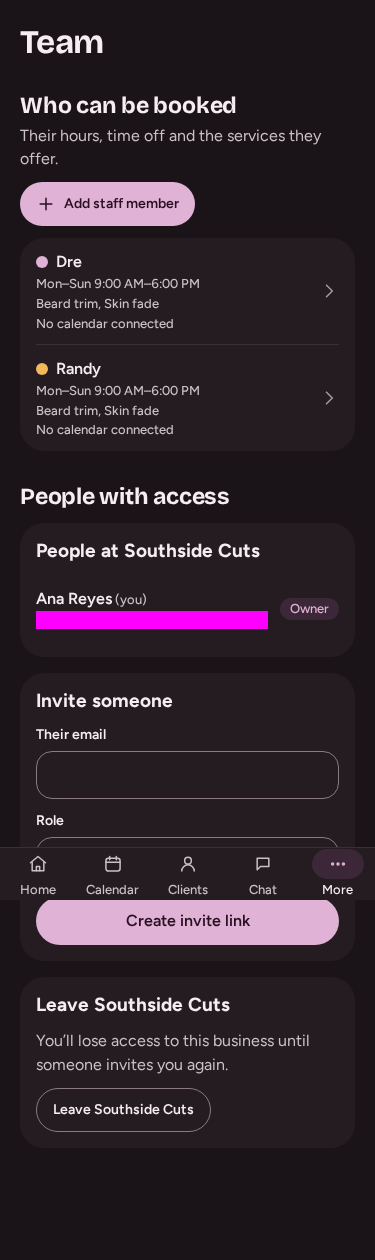 Team
Who can be booked
Their hours, time off and the services they
offer.
Add staff member
Dre
Mon–Sun 9:00 AM–6:00 PM
Beard trim, Skin fade
No calendar connected
Randy
Mon–Sun 9:00 AM–6:00 PM
Beard trim, Skin fade
No calendar connected
People with access
People at Southside Cuts
Ana Reyes (you)
Owner
Invite someone
Their email
Role
Home
Calendar
Clients
Chat
More
Create invite link
Leave Southside Cuts
You’ll lose access to this business until
someone invites you again.
Leave Southside Cuts